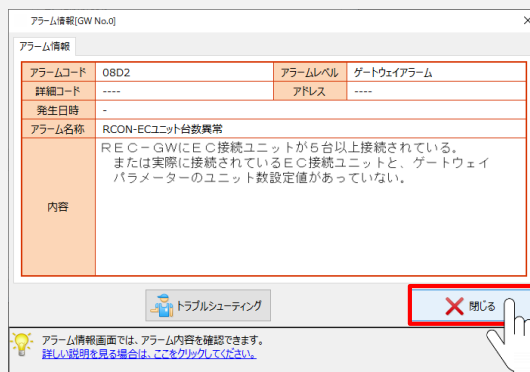 アラーム情報[GW No.0]
アラーム情報
アラームコード 08D2 アラームレベル ゲートウェイアラーム
詳細コード ---- アドレス ----
発生日時 -
アラーム名称 RCON-ECユニット台数異常
内容
REC-GWにEC接続ユニットが5台以上接続されている。
または実際に接続されているEC接続ユニットと、ゲートウェイ
パラメーターのユニット数設定値があっていない。
トラブルシューティング 閉じる
アラーム情報画面では、アラーム内容を確認できます。
詳しい説明を見る場合は、ここをクリックしてください。